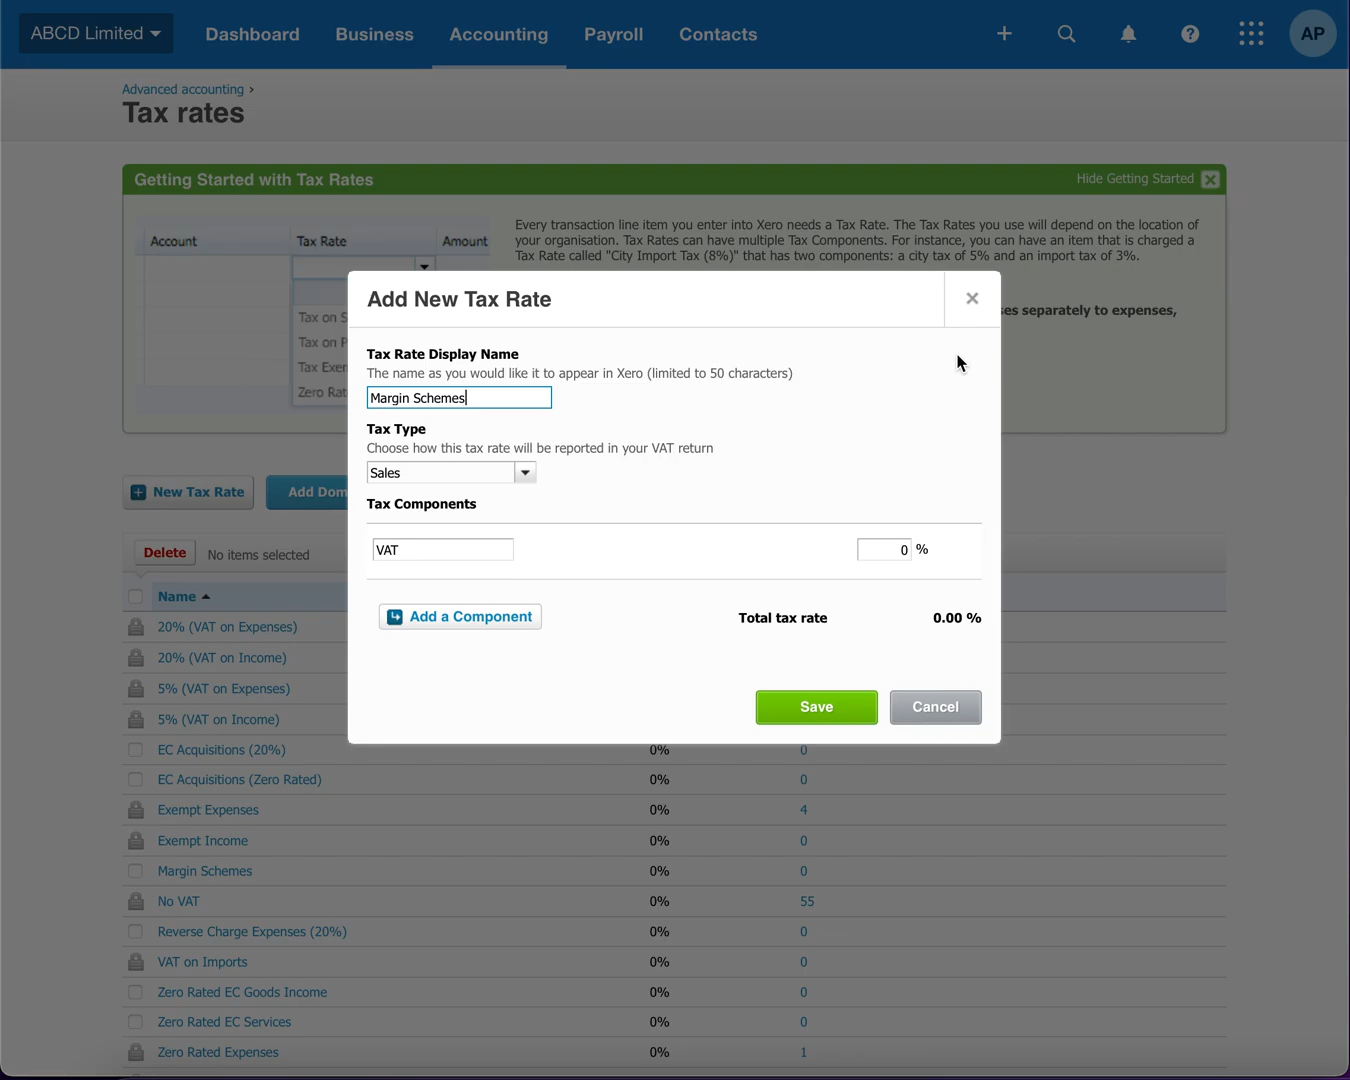 ABCD Limited
Dashboard
Business
Accounting
Payroll
Contacts
AP
Advanced accounting ›
Tax rates
Getting Started with Tax Rates
Hide Getting Started
Account
Tax Rate
Amount
Every transaction line item you enter into Xero needs a Tax Rate. The Tax Rates you use will depend on the location of
your organisation. Tax Rates can have multiple Tax Components. For instance, you can have an item that is charged a
Tax Rate called "City Import Tax (8%)" that has two components: a city tax of 5% and an import tax of 3%.
es separately to expenses,
Tax on S
Tax on P
Tax Exen
Zero Rat
Add New Tax Rate
Tax Rate Display Name
The name as you would like it to appear in Xero (limited to 50 characters)
Margin Schemes
Tax Type
Choose how this tax rate will be reported in your VAT return
Sales
Tax Components
VAT
0 %
Add a Component
Total tax rate
0.00 %
Save
Cancel
New Tax Rate
Add Dom
Delete
No items selected
Name
20% (VAT on Expenses)
20% (VAT on Income)
5% (VAT on Expenses)
5% (VAT on Income)
EC Acquisitions (20%) 0% 0
EC Acquisitions (Zero Rated) 0% 0
Exempt Expenses 0% 4
Exempt Income 0% 0
Margin Schemes 0% 0
No VAT 0% 55
Reverse Charge Expenses (20%) 0% 0
VAT on Imports 0% 0
Zero Rated EC Goods Income 0% 0
Zero Rated EC Services 0% 0
Zero Rated Expenses 0% 1